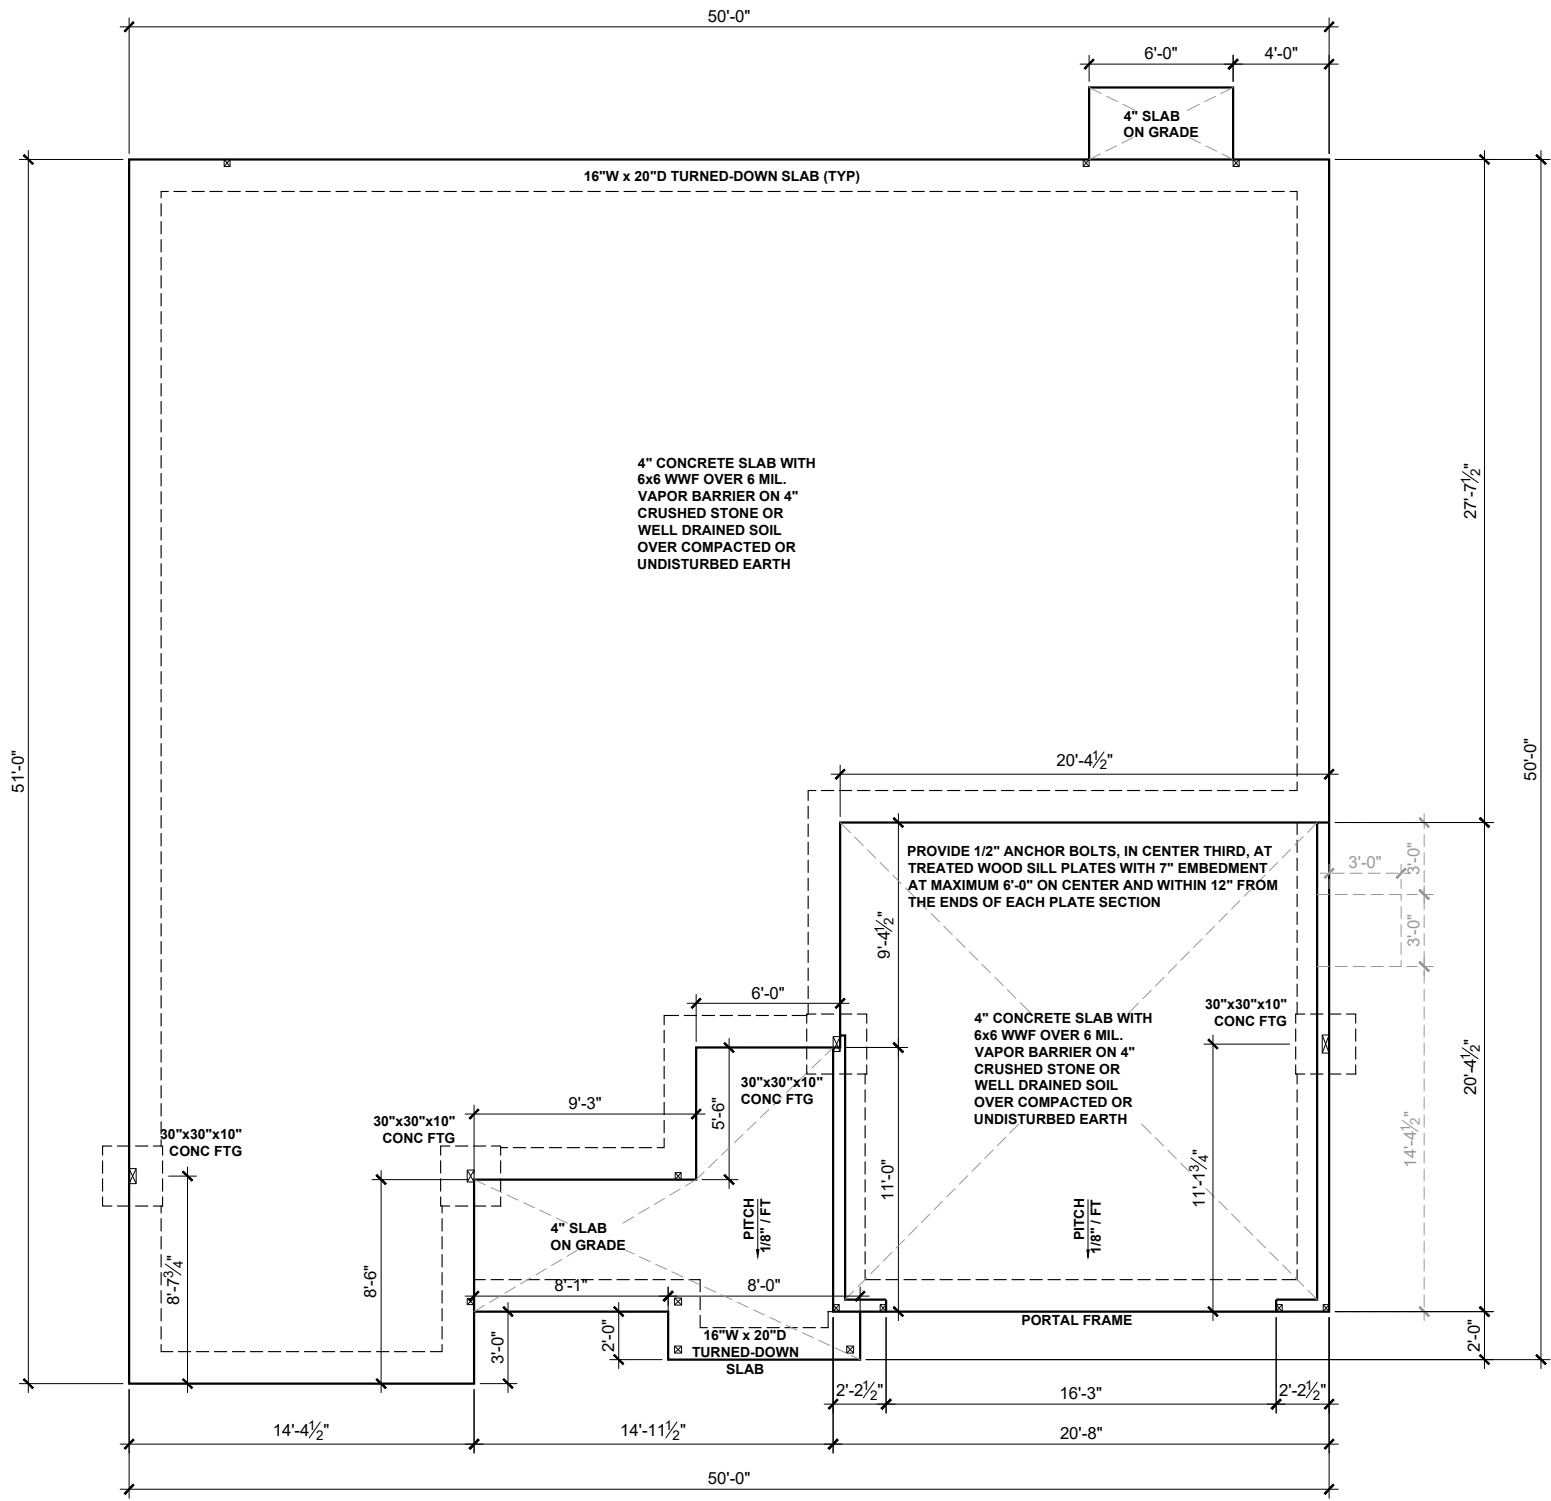 50'-0"
6'-0"
4'-0"
4" SLAB
ON GRADE
16"W x 20"D TURNED-DOWN SLAB (TYP)
51'-0"
4" CONCRETE SLAB WITH
6x6 WWF OVER 6 MIL.
VAPOR BARRIER ON 4"
CRUSHED STONE OR
WELL DRAINED SOIL
OVER COMPACTED OR
UNDISTURBED EARTH
27'-7½"
50'-0"
20'-4½"
PROVIDE 1/2" ANCHOR BOLTS, IN CENTER THIRD, AT
TREATED WOOD SILL PLATES WITH 7" EMBEDMENT
AT MAXIMUM 6'-0" ON CENTER AND WITHIN 12" FROM
THE ENDS OF EACH PLATE SECTION
3'-0"
3'-0"
3'-0"
9'-4½"
6'-0"
30"x30"x10"
CONC FTG
4" CONCRETE SLAB WITH
6x6 WWF OVER 6 MIL.
VAPOR BARRIER ON 4"
CRUSHED STONE OR
WELL DRAINED SOIL
OVER COMPACTED OR
UNDISTURBED EARTH
20'-4½"
14'-4½"
30"x30"x10"
CONC FTG
5'-6"
9'-3"
30"x30"x10"
CONC FTG
30"x30"x10"
CONC FTG
11'-0"
11'-1¾"
PITCH
1/8" / FT
PITCH
1/8" / FT
4" SLAB
ON GRADE
8'-7¾"
8'-6"
8'-1"
8'-0"
PORTAL FRAME
3'-0"
2'-0"
16"W x 20"D
TURNED-DOWN
SLAB
2'-0"
2'-2½"
16'-3"
2'-2½"
14'-4½"
14'-11½"
20'-8"
50'-0"